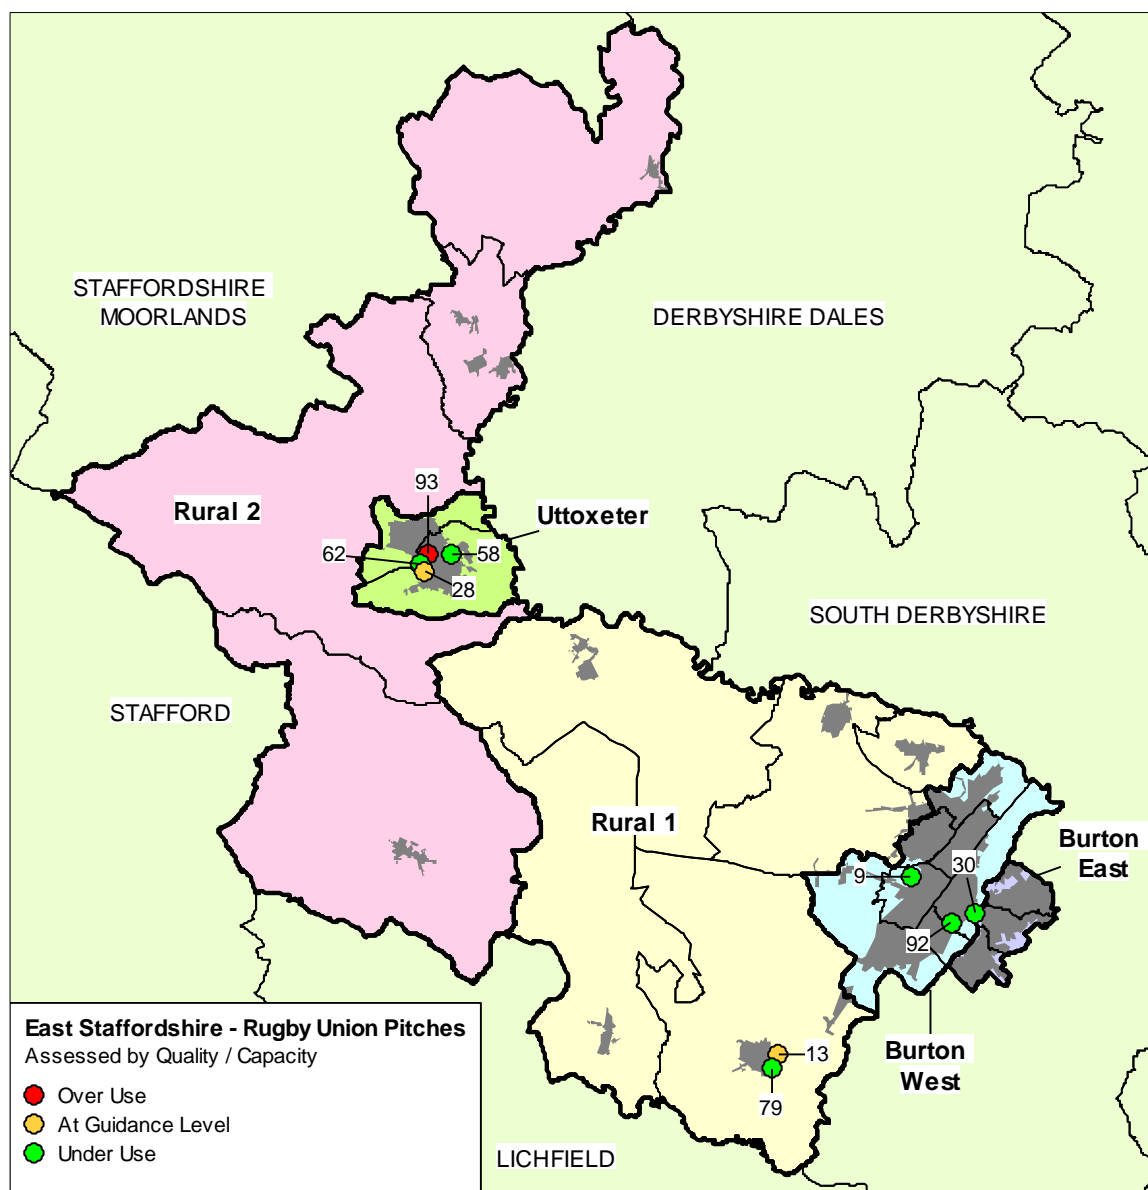 STAFFORDSHIRE
MOORLANDS
DERBYSHIRE DALES
93
Rural 2
Uttoxeter
62
58
28
SOUTH DERBYSHIRE
STAFFORD
Rural 1
Burton
East
30
9
92
East Staffordshire - Rugby Union Pitches
Assessed by Quality / Capacity
Over Use
At Guidance Level
Under Use
13
79
Burton
West
LICHFIELD